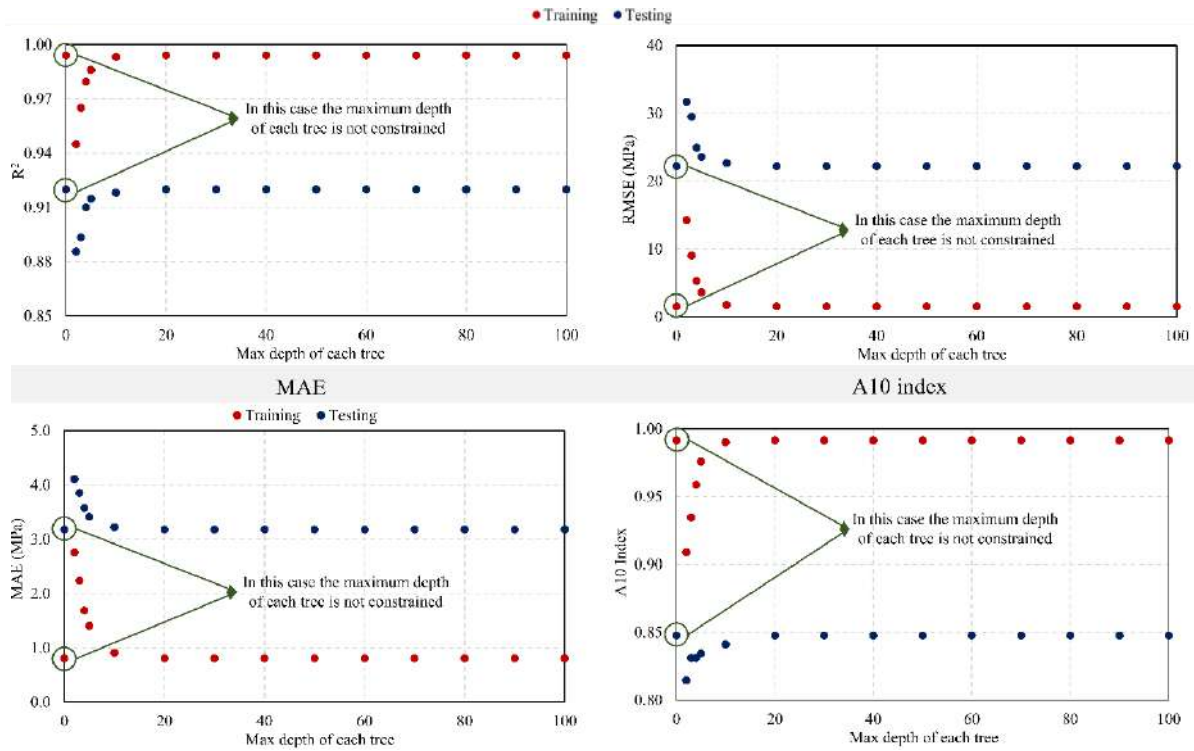 Training Testing
1.00
0.97
0.94
0.91
0.88
0.85
R²
In this case the maximum depth
of each tree is not constrained
0 20 40 60 80 100
Max depth of each tree
40
30
20
10
0
RMSE (MPa)
In this case the maximum depth
of each tree is not constrained
0 20 40 60 80 100
Max depth of each tree
MAE
A10 index
Training Testing
5.0
4.0
3.0
2.0
1.0
0.0
MAE (MPa)
In this case the maximum depth
of each tree is not constrained
0 20 40 60 80 100
Max depth of each tree
1.00
0.95
0.90
0.85
0.80
A10 Index
In this case the maximum depth
of each tree is not constrained
0 20 40 60 80 100
Max depth of each tree